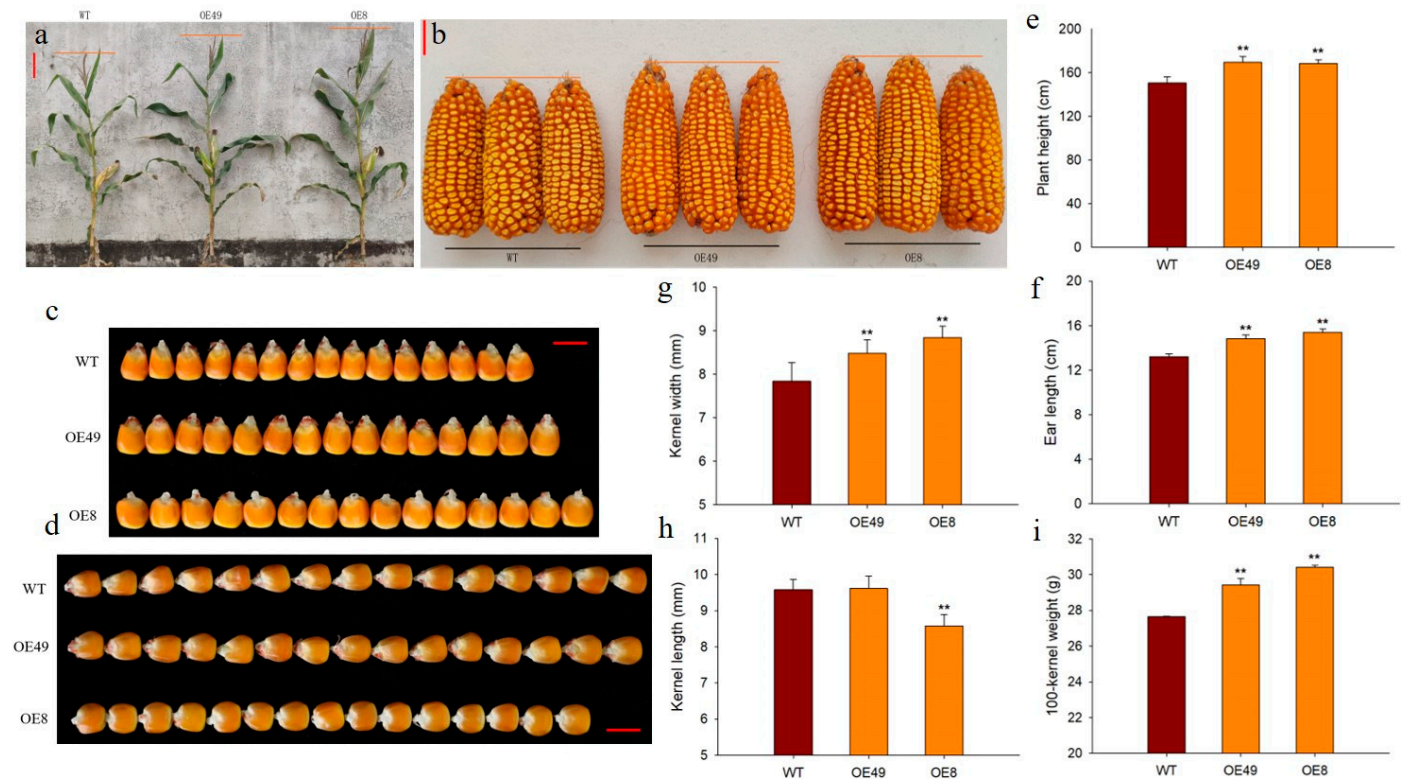 a
WT
OE49
OE8
b
WT
OE49
OE8
c
WT
OE49
OE8
d
WT
OE49
OE8
e
Plant height (cm)
200
160
120
80
40
0
**
**
WT
OE49
OE8
g
Kernel width (mm)
10
9
8
7
6
5
**
**
WT
OE49
OE8
f
Ear length (cm)
20
16
12
8
4
0
**
**
WT
OE49
OE8
h
Kernel length (mm)
11
10
9
8
7
6
5
**
WT
OE49
OE8
i
100-kernel weight (g)
32
30
28
26
24
22
20
**
**
WT
OE49
OE8